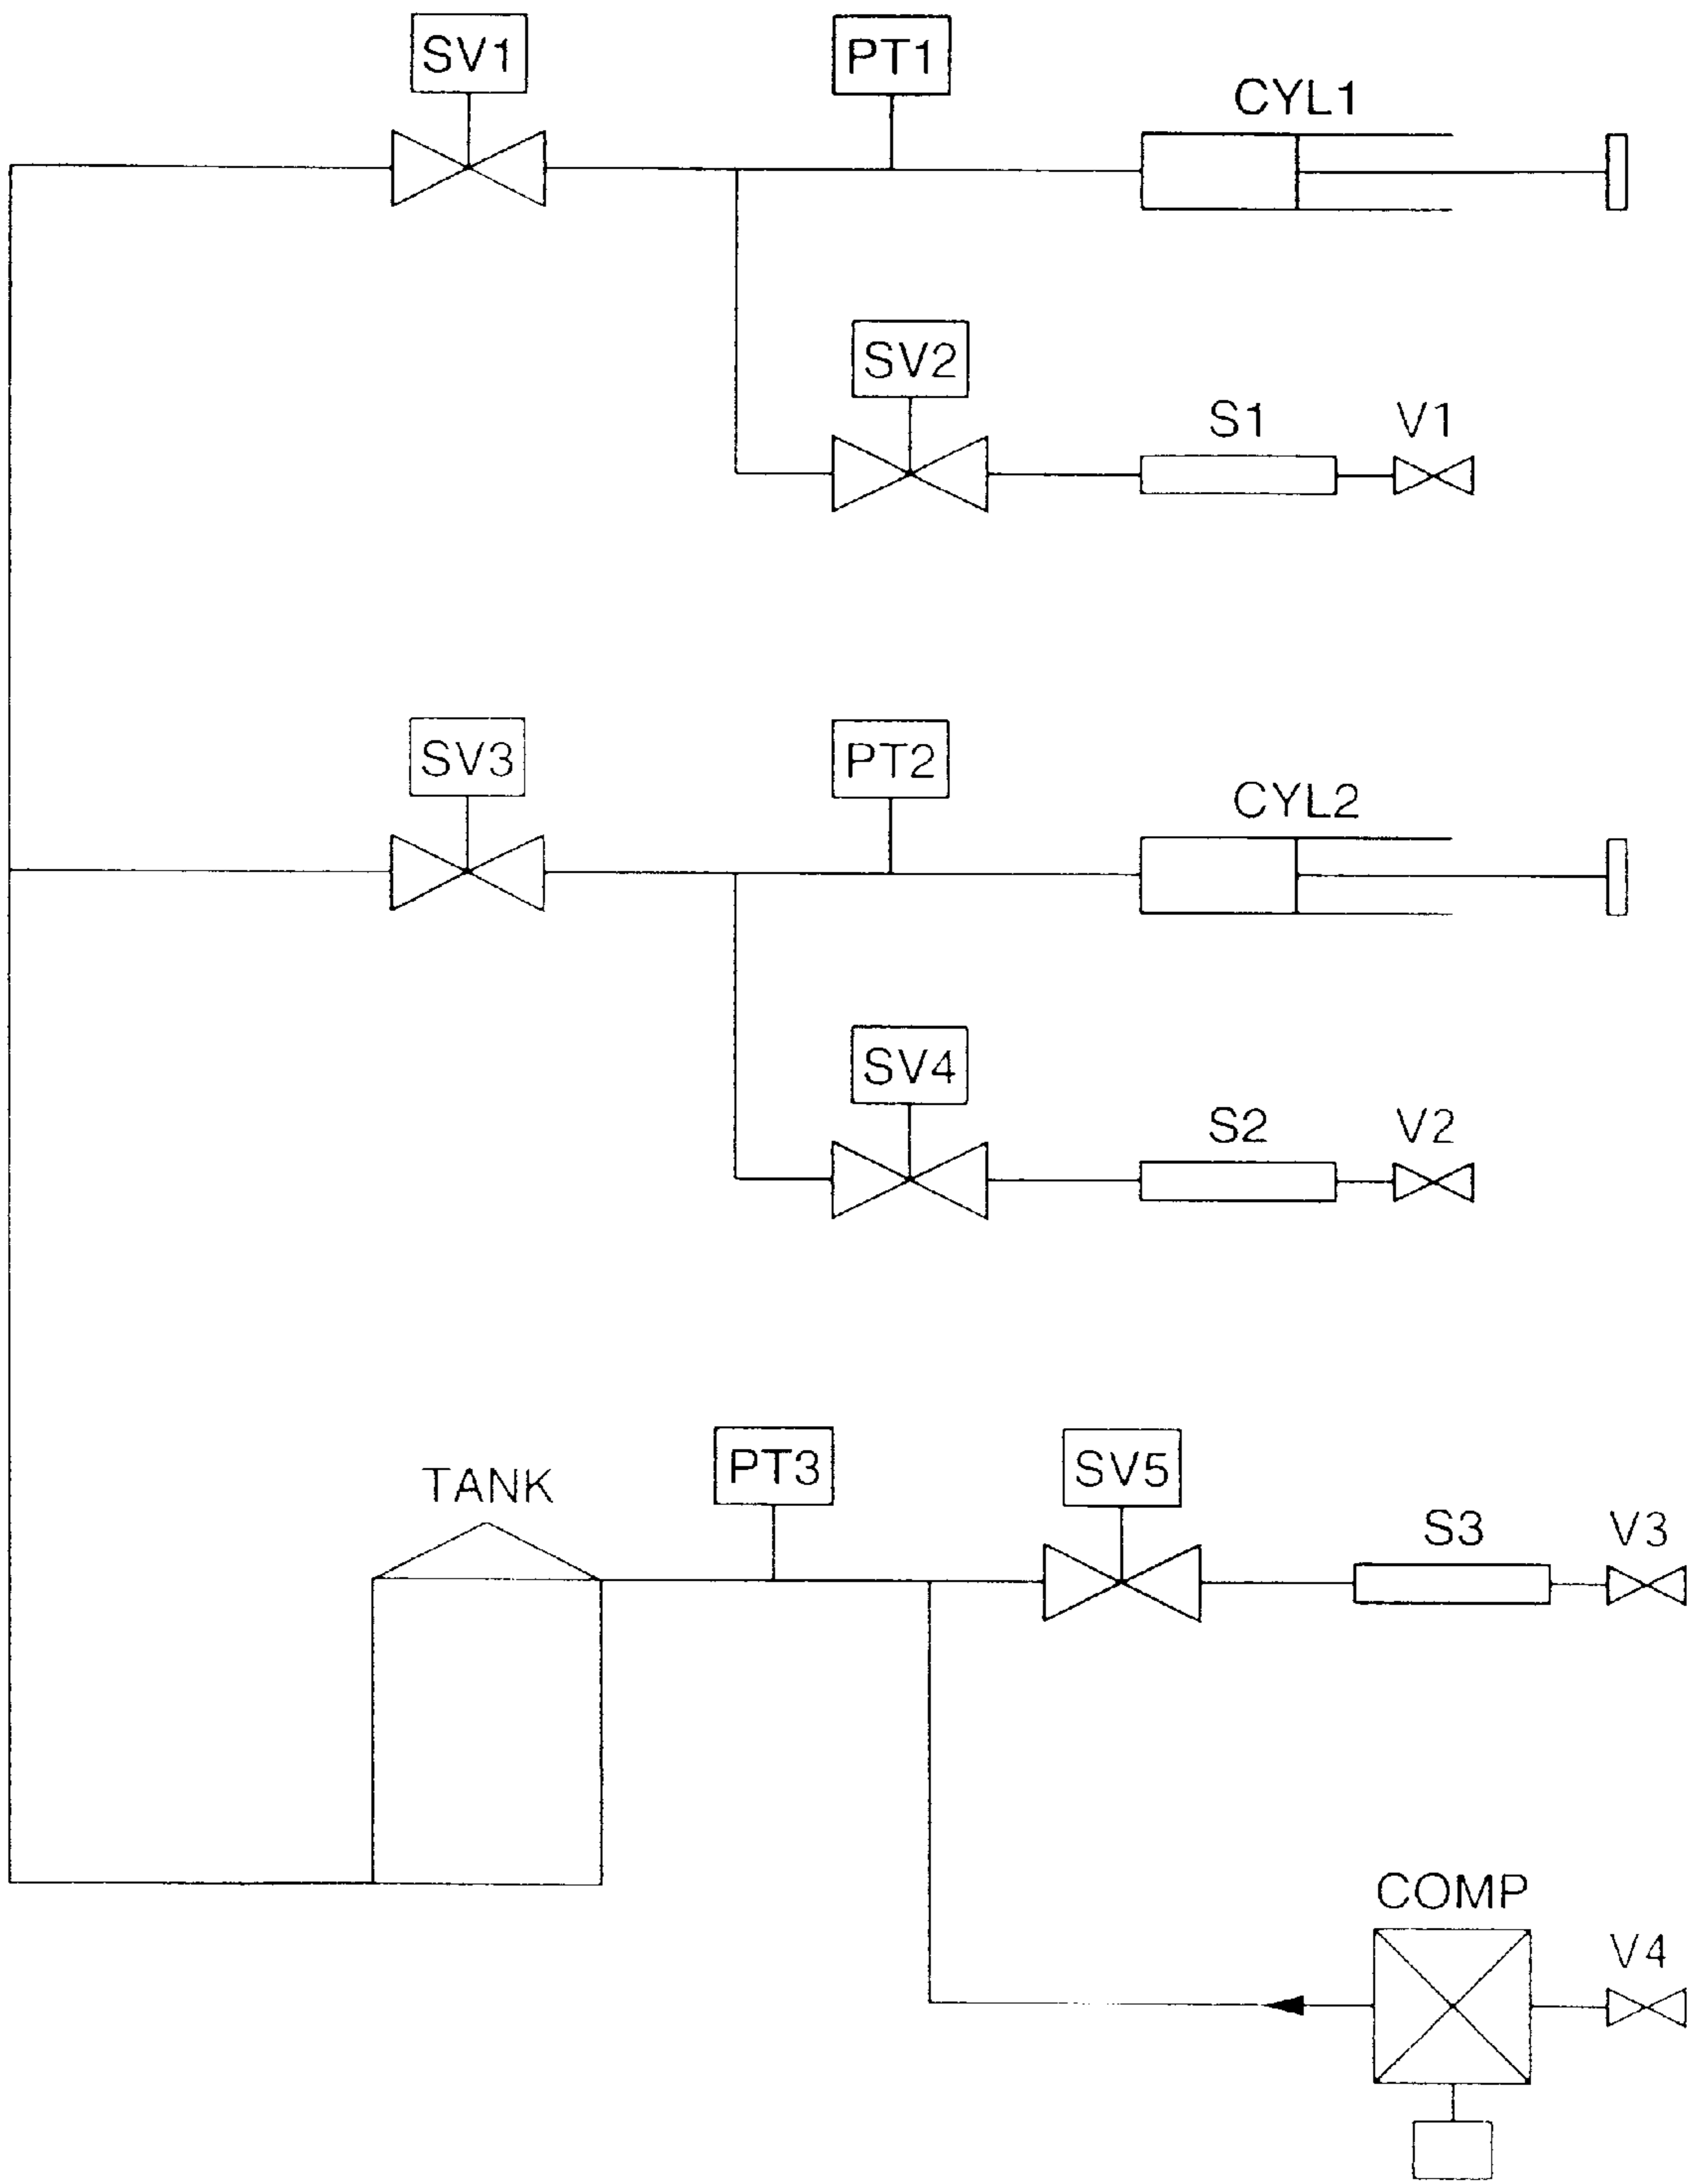 SV1
PT1
CYL1
SV2
S1
V1
SV3
PT2
CYL2
SV4
S2
V2
TANK
PT3
SV5
S3
V3
COMP
V4